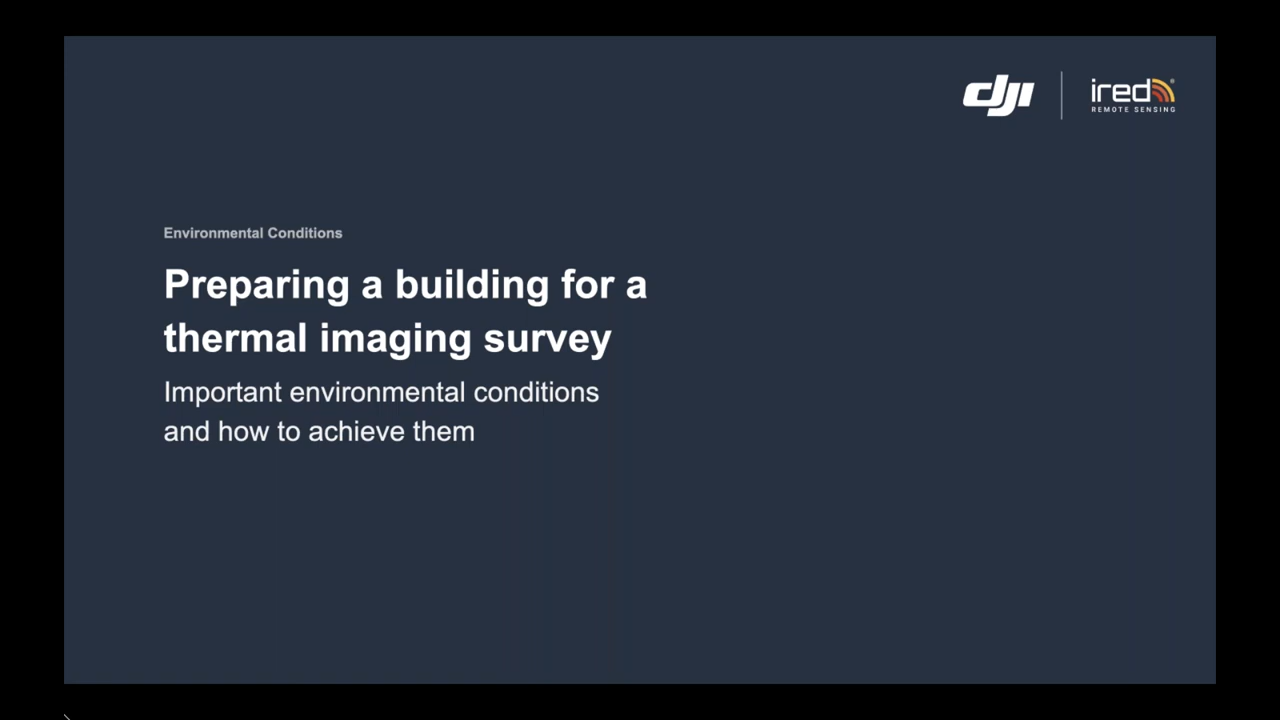 dji
ired
REMOTE SENSING
Environmental Conditions
Preparing a building for a
thermal imaging survey
Important environmental conditions
and how to achieve them